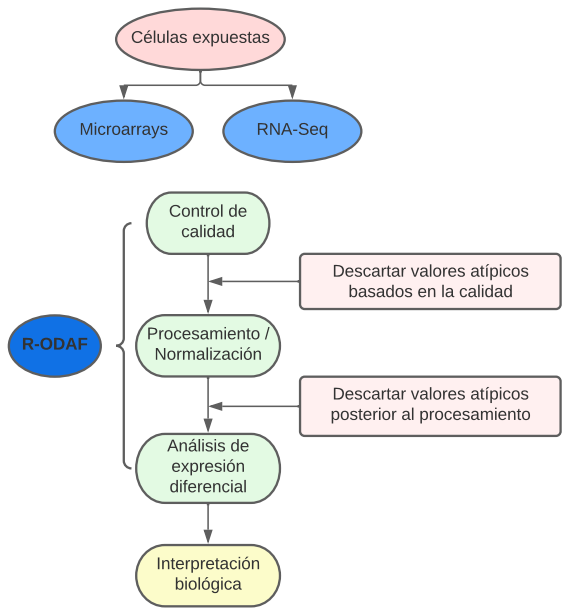 Células expuestas
Microarrays
RNA-Seq
Control de
calidad
Descartar valores atípicos
basados en la calidad
R-ODAF
Procesamiento /
Normalización
Descartar valores atípicos
posterior al procesamiento
Análisis de
expresión
diferencial
Interpretación
biológica